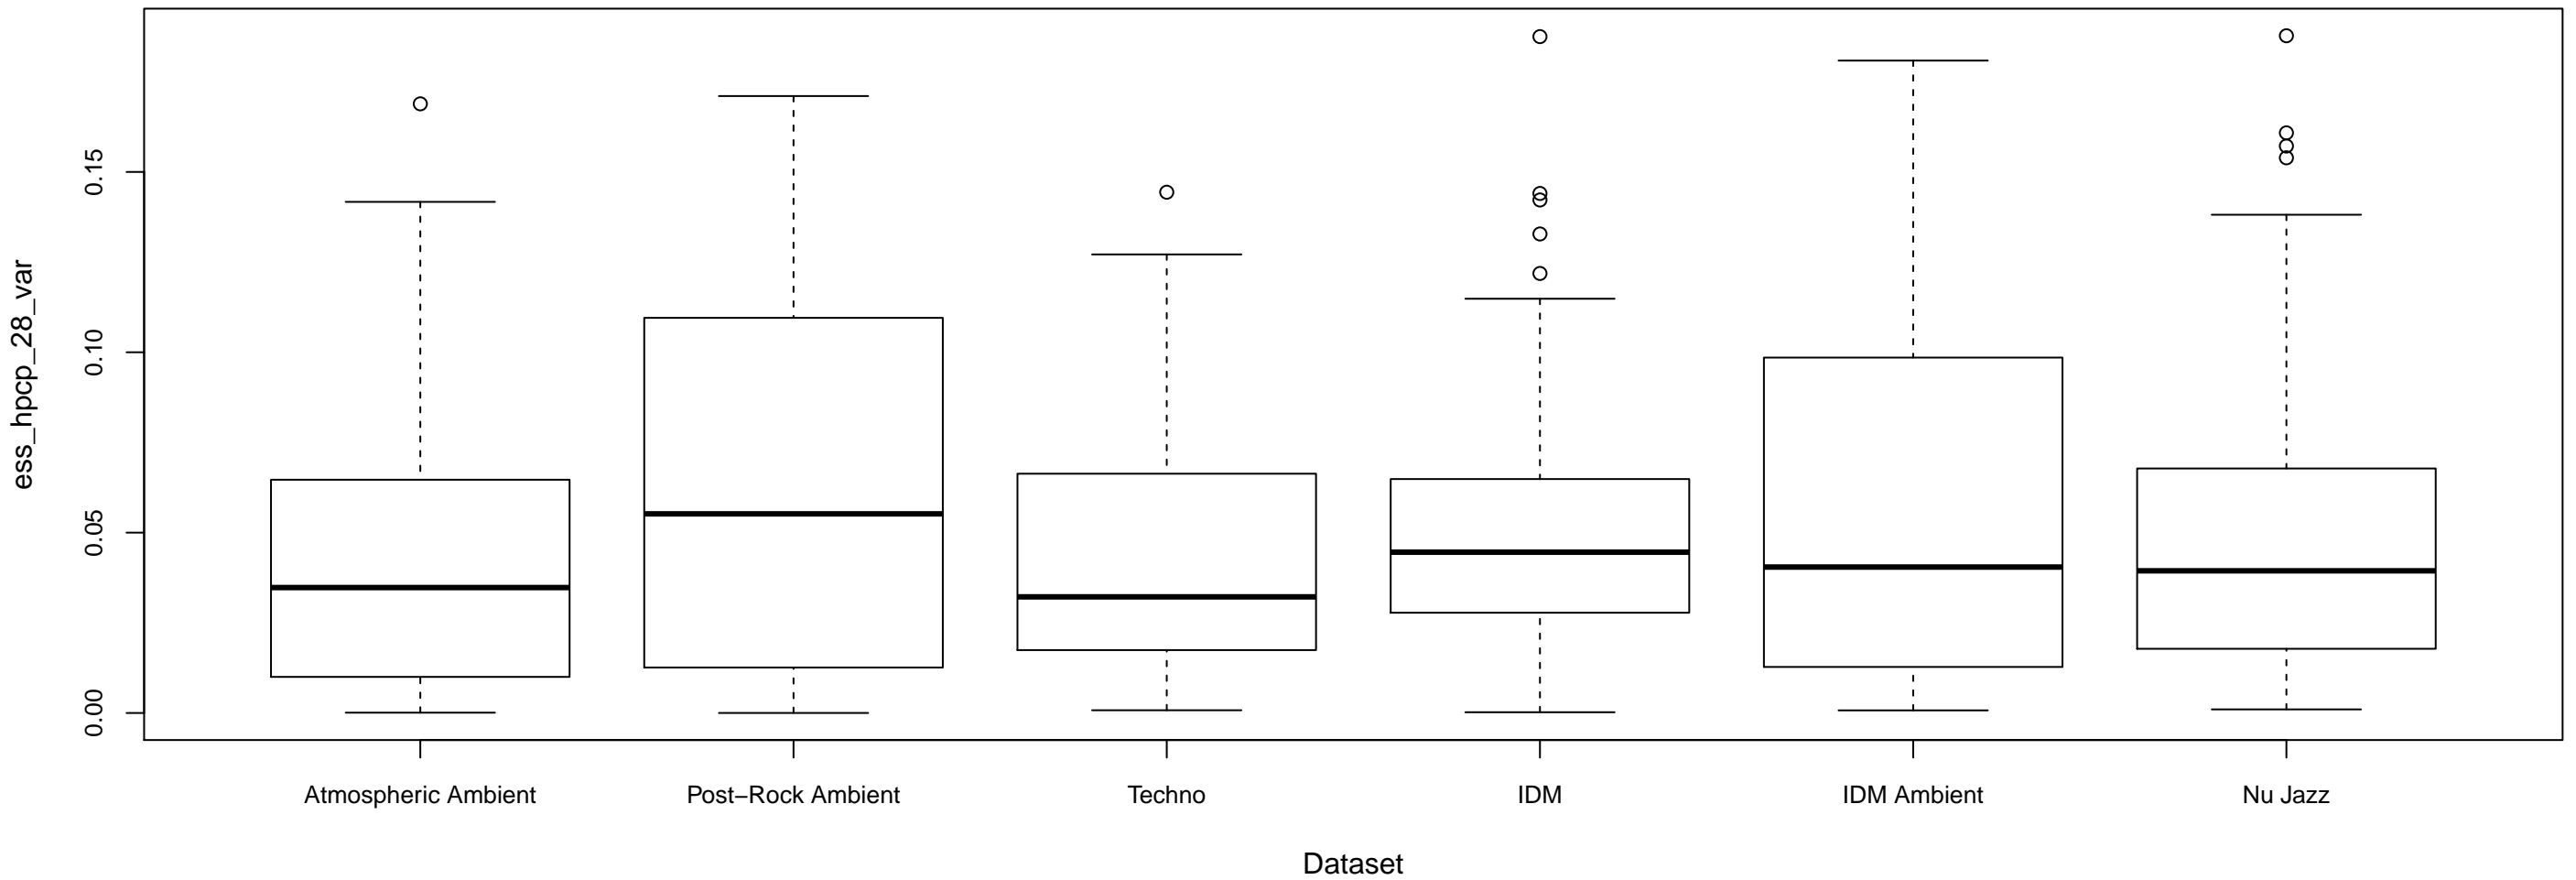 ess_hpcp_28_var
0.15
0.10
0.05
0.00
Atmospheric Ambient Post−Rock Ambient Techno IDM IDM Ambient Nu Jazz
Dataset